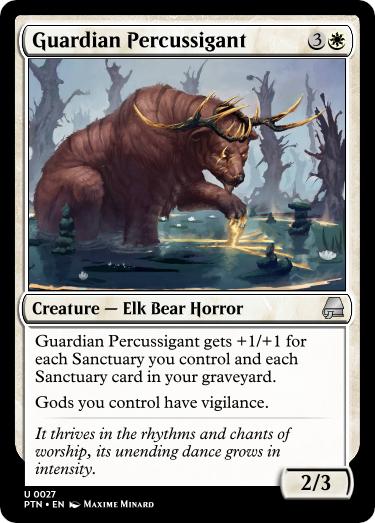 Guardian Percussigant 3
Creature — Elk Bear Horror
Guardian Percussigant gets +1/+1 for
each Sanctuary you control and each
Sanctuary card in your graveyard.
Gods you control have vigilance.
It thrives in the rhythms and chants of
worship, its unending dance grows in
intensity.
2/3
U 0027
PTN • EN Maxime Minard